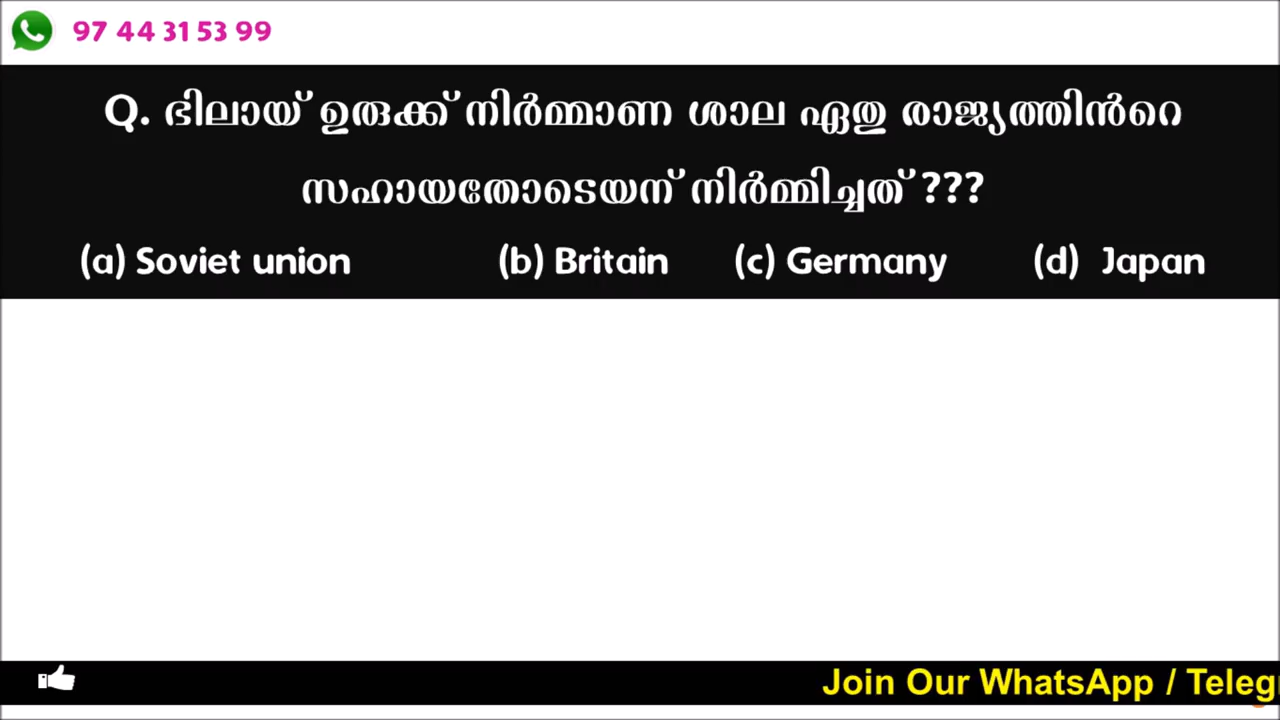 97 44 31 53 99
Q. ഭിലായ് ഉരുക്ക് നിർമ്മാണ ശാല ഏതു രാജ്യത്തിൻറെ
സഹായതോടെയന് നിർമ്മിച്ചത് ???
(a) Soviet union (b) Britain (c) Germany (d) Japan
Join Our WhatsApp / Teleg